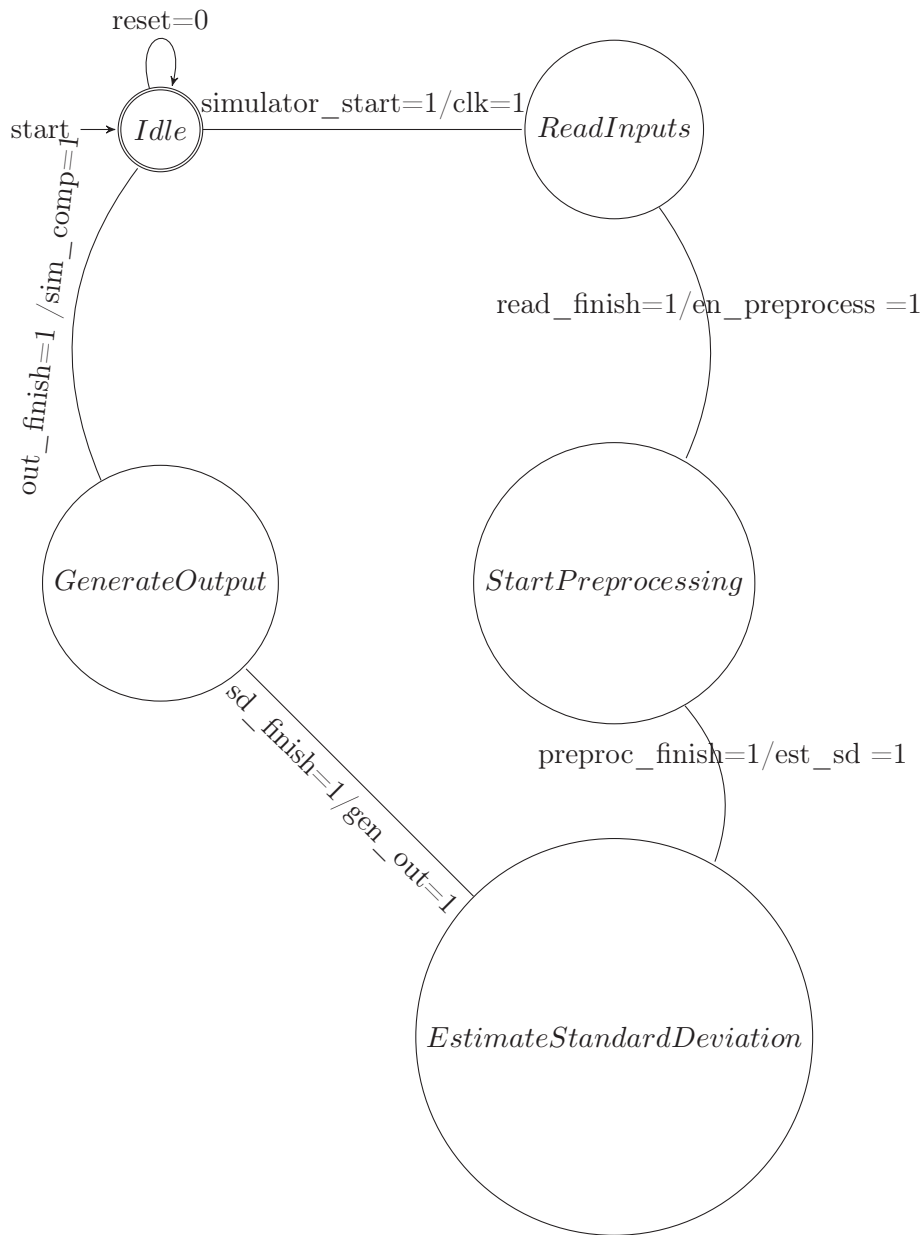 reset=0
simulator_start=1/clk=1
start
Idle
ReadInputs
out_finish=1 /sim_comp=1
read_finish=1/en_preprocess =1
GenerateOutput
StartPreprocessing
sd_finish=1/gen_out=1
preproc_finish=1/est_sd =1
EstimateStandardDeviation